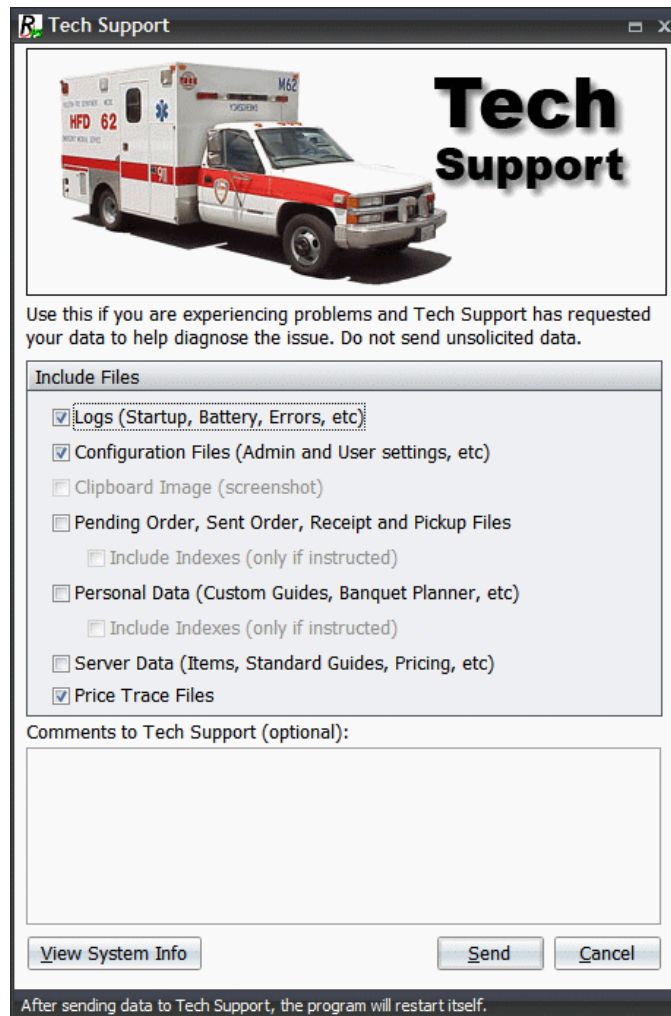 Tech Support
M62
HFD 62
EMERGENCY
91
Tech
Support
Use this if you are experiencing problems and Tech Support has requested
your data to help diagnose the issue. Do not send unsolicited data.
Include Files
Logs (Startup, Battery, Errors, etc)
Configuration Files (Admin and User settings, etc)
Clipboard Image (screenshot)
Pending Order, Sent Order, Receipt and Pickup Files
Include Indexes (only if instructed)
Personal Data (Custom Guides, Banquet Planner, etc)
Include Indexes (only if instructed)
Server Data (Items, Standard Guides, Pricing, etc)
Price Trace Files
Comments to Tech Support (optional):
View System Info
Send
Cancel
After sending data to Tech Support, the program will restart itself.